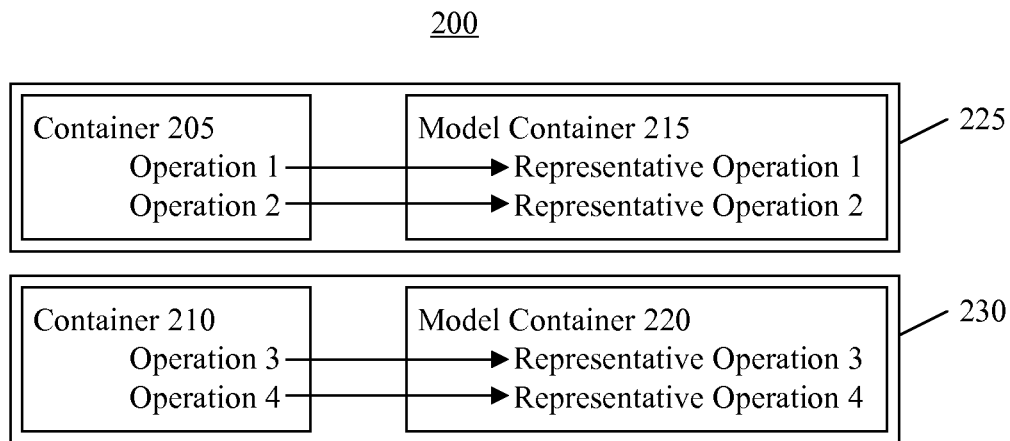 200
Container 205
Operation 1
Operation 2
Model Container 215
Representative Operation 1
Representative Operation 2
225
Container 210
Operation 3
Operation 4
Model Container 220
Representative Operation 3
Representative Operation 4
230